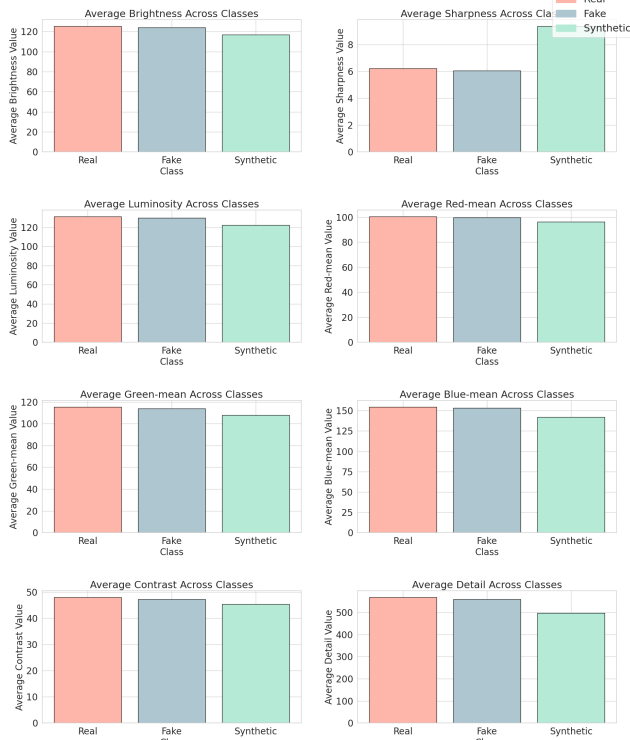 Average Brightness Across Classes
Average Brightness Value
120
100
80
60
40
20
0
Real
Fake
Synthetic
Class
Average Sharpness Across Cla
Real
Fake
Synthetic
Average Sharpness Value
8
6
4
2
0
Real
Fake
Synthetic
Class
Average Luminosity Across Classes
Average Luminosity Value
120
100
80
60
40
20
0
Real
Fake
Synthetic
Class
Average Red-mean Across Classes
Average Red-mean Value
100
80
60
40
20
0
Real
Fake
Synthetic
Class
Average Green-mean Across Classes
Average Green-mean Value
120
100
80
60
40
20
0
Real
Fake
Synthetic
Class
Average Blue-mean Across Classes
Average Blue-mean Value
150
125
100
75
50
25
0
Real
Fake
Synthetic
Class
Average Contrast Across Classes
Average Contrast Value
50
40
30
20
10
0
Real
Fake
Synthetic
Average Detail Across Classes
Average Detail Value
500
400
300
200
100
0
Real
Fake
Synthetic